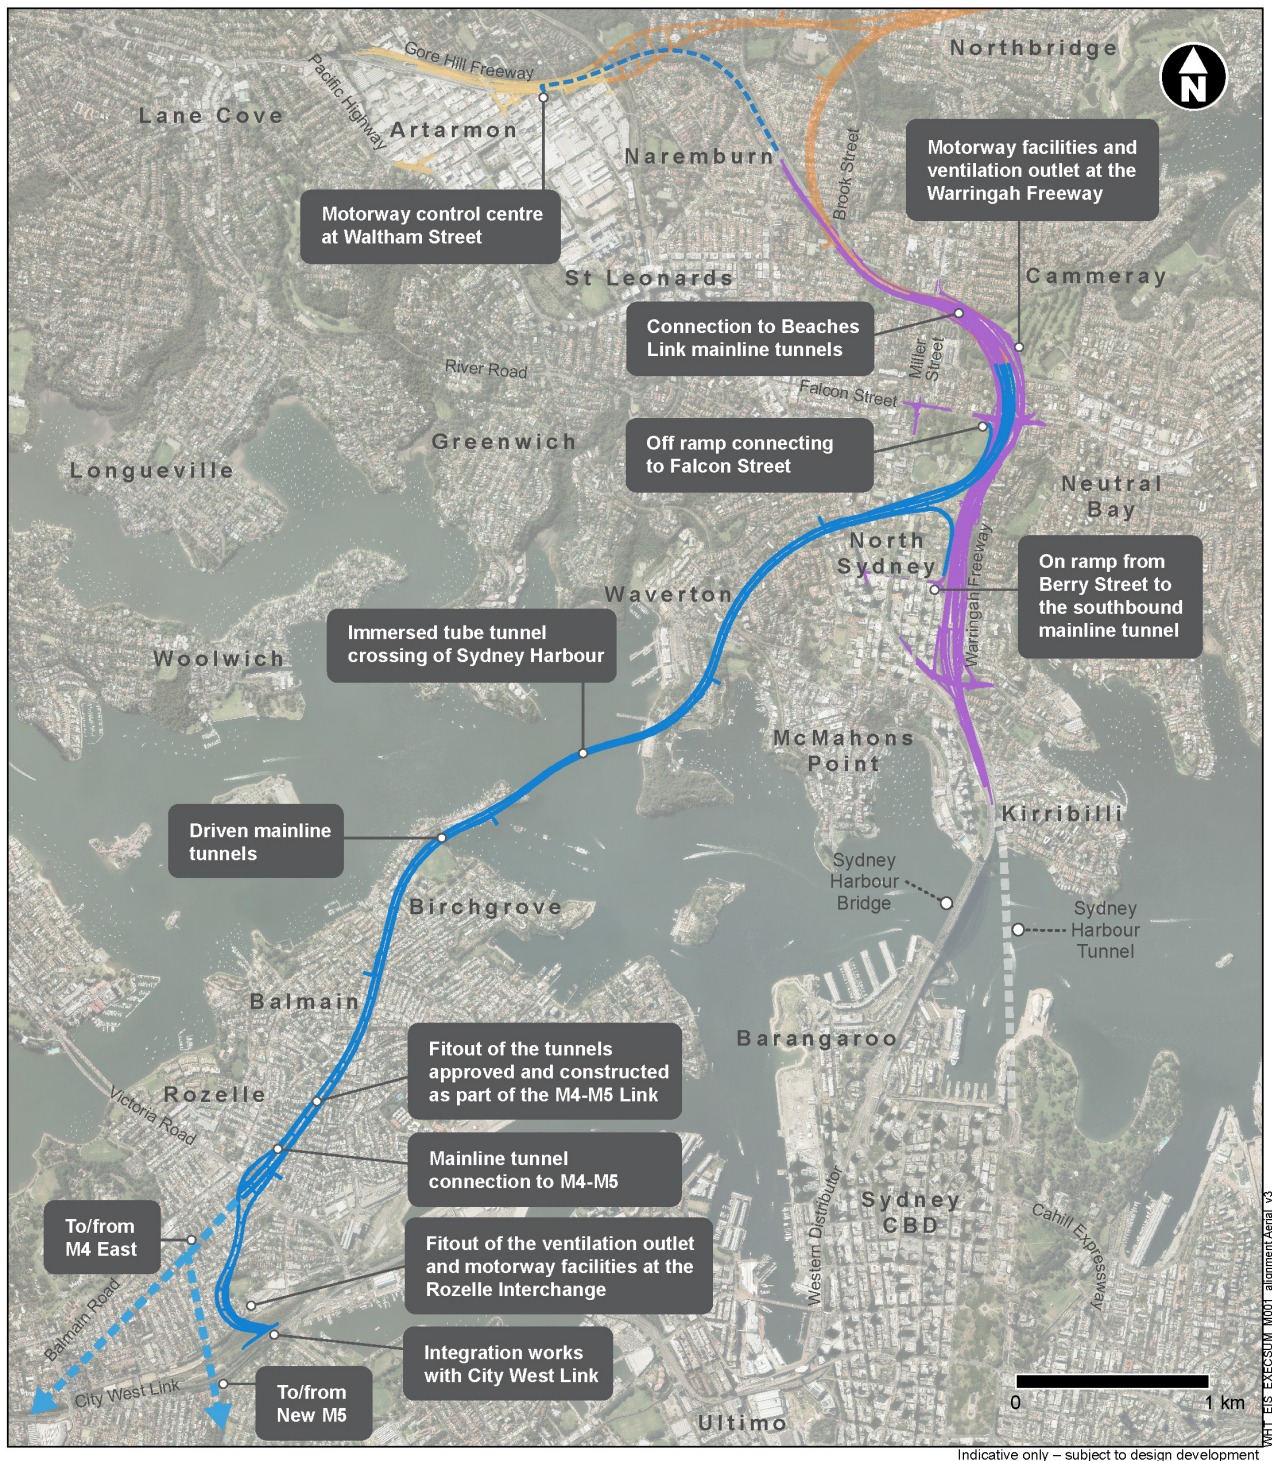 Northbridge
Gore Hill Freeway
N
Pacific Highway
Lane Cove
Artarmon
Naremburn
Brook Street
Motorway facilities and
ventilation outlet at the
Warringah Freeway
Motorway control centre
at Waltham Street
St Leonards
Cammeray
Connection to Beaches
Link mainline tunnels
Miller
Street
River Road
Falcon Street
Off ramp connecting
to Falcon Street
Greenwich
Longueville
Neutral
Bay
North
Sydney
Warringah Freeway
On ramp from
Berry Street to
the southbound
mainline tunnel
Waverton
Immersed tube tunnel
crossing of Sydney Harbour
Woolwich
McMahons
Point
Kirribilli
Driven mainline
tunnels
Sydney
Harbour
Bridge
Birchgrove
Sydney
Harbour
Tunnel
Balmain
Barangaroo
Fitout of the tunnels
approved and constructed
as part of the M4-M5 Link
Rozelle
Victoria Road
Mainline tunnel
connection to M4-M5
Western Distributor
Sydney
CBD
Cahill Expressway
To/from
M4 East
Fitout of the ventilation outlet
and motorway facilities at the
Rozelle Interchange
Balmain Road
Integration works
with City West Link
City West Link
To/from
New M5
Ultimo
0
1 km
WHT_EIS_EXECSUM_M001_alignment Aerial_v3
Indicative only – subject to design development